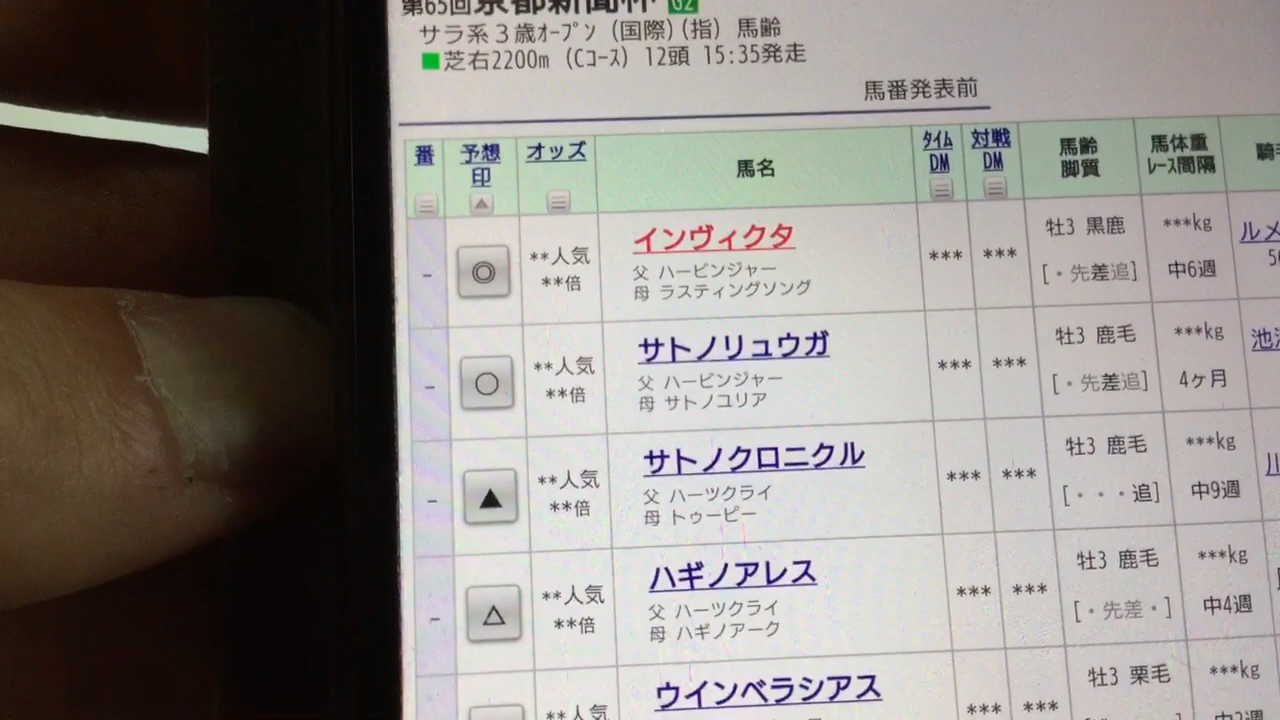 第65回京都新聞杯 G2
サラ系３歳ｵｰﾌﾟﾝ (国際)(指) 馬齢
芝右2200m (Cｺｰｽ) 12頭 15:35発走
馬番発表前
番 予想印 オッズ 馬名 ﾀｲﾑDM 対戦DM 馬齢脚質 馬体重ﾚｰｽ間隔
- ◎ **人気 **倍 インヴィクタ *** *** 牡3 黒鹿 ***kg ルメ
父 ハービンジャー [・先差追] 中6週
母 ラスティングソング
- ○ **人気 **倍 サトノリュウガ *** *** 牡3 鹿毛 ***kg
父 ハービンジャー [・先差追] 4ヶ月
母 サトノユリア
- ▲ **人気 **倍 サトノクロニクル *** *** 牡3 鹿毛 ***kg
父 ハーツクライ [・・・追] 中9週
母 トゥーピー
- △ **人気 **倍 ハギノアレス *** *** 牡3 鹿毛 ***kg
父 ハーツクライ [・先差・] 中4週
母 ハギノアーク
**人気 ウインベラシアス *** *** 牡3 栗毛 ***kg